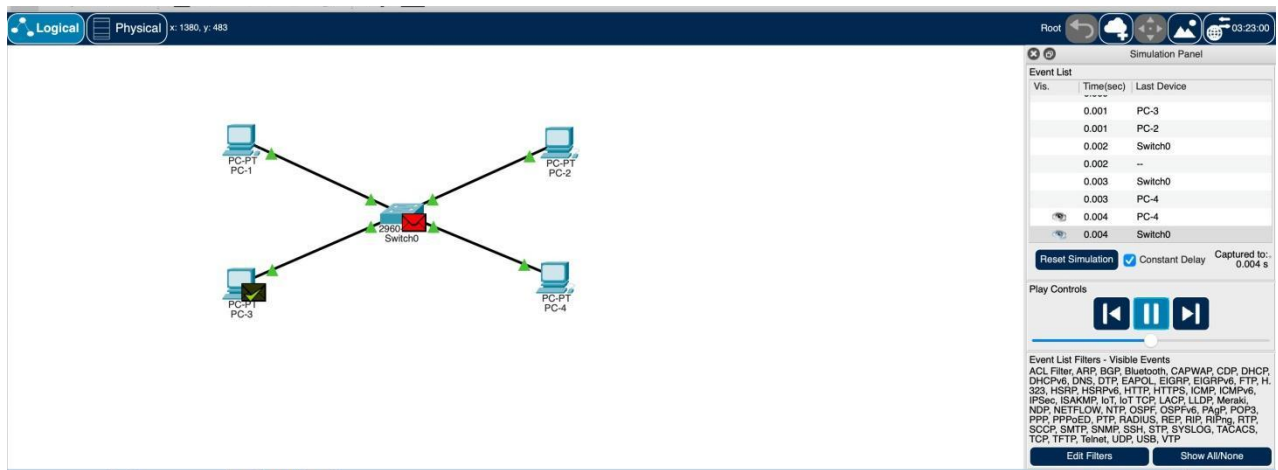 Logical
Physical
x: 1380, y: 483
Root
03:23:00
Simulation Panel
Event List
Vis. Time(sec) Last Device
0.001 PC-3
0.001 PC-2
0.002 Switch0
0.002 --
0.003 Switch0
0.003 PC-4
0.004 PC-4
0.004 Switch0
Reset Simulation
Constant Delay
Captured to:.
0.004 s
Play Controls
Event List Filters - Visible Events
ACL Filter, ARP, BGP, Bluetooth, CAPWAP, CDP, DHCP,
DHCPv6, DNS, DTP, EAPOL, EIGRP, EIGRPv6, FTP, H.
323, HSRP, HSRPv6, HTTP, HTTPS, ICMP, ICMPv6,
IPSec, ISAKMP, IoT, IoT TCP, LACP, LLDP, Meraki,
NDP, NETFLOW, NTP, OSPF, OSPFv6, PAgP, POP3,
PPP, PPPoED, PTP, RADIUS, REP, RIP, RIPng, RTP,
SCCP, SMTP, SNMP, SSH, STP, SYSLOG, TACACS,
TCP, TFTP, Telnet, UDP, USB, VTP
Edit Filters
Show All/None
PC-PT
PC-1
PC-PT
PC-2
2960-
Switch0
PC-PT
PC-3
PC-PT
PC-4